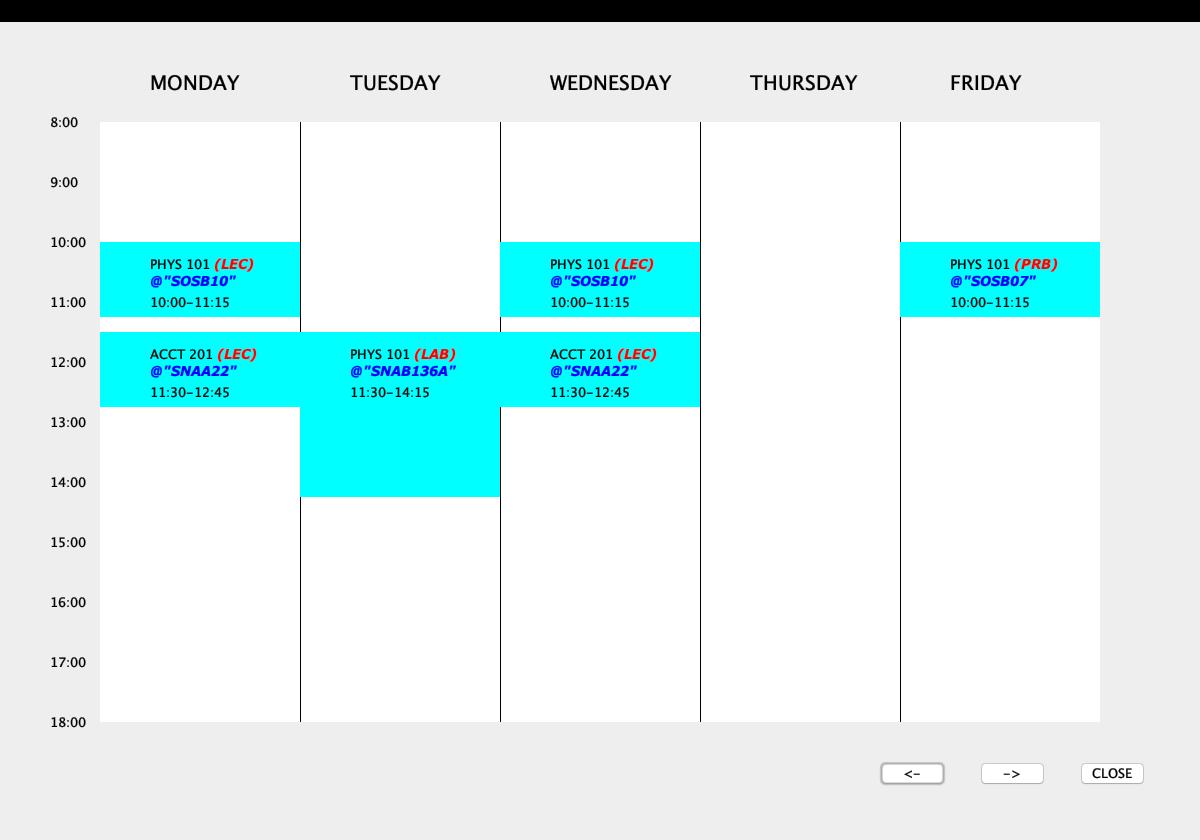 MONDAY TUESDAY WEDNESDAY THURSDAY FRIDAY
8:00
9:00
10:00
PHYS 101 (LEC) PHYS 101 (LEC) PHYS 101 (PRB)
@"SOSB10" @"SOSB10" @"SOSB07"
11:00 10:00-11:15 10:00-11:15 10:00-11:15
ACCT 201 (LEC) PHYS 101 (LAB) ACCT 201 (LEC)
12:00 @"SNAA22" @"SNAB136A" @"SNAA22"
11:30-12:45 11:30-14:15 11:30-12:45
13:00
14:00
15:00
16:00
17:00
18:00
<- -> CLOSE